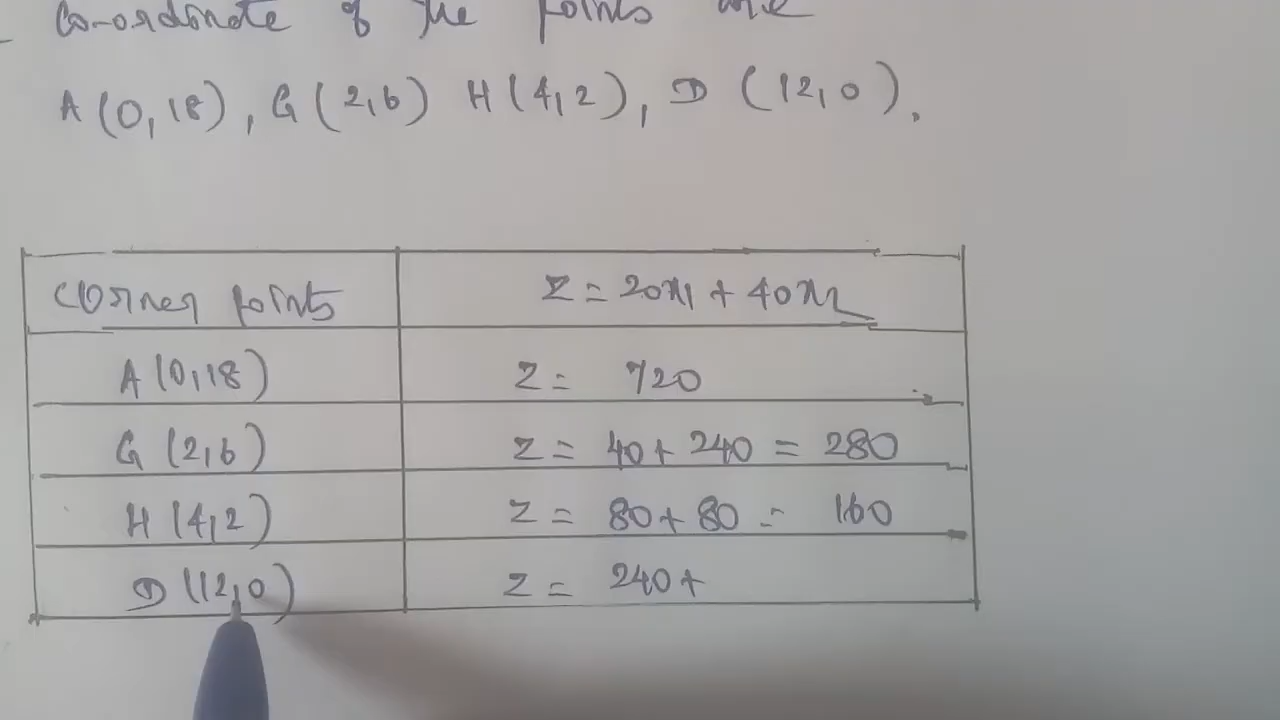 Co-ordinate of the points are
A(0,18), G(2,6) H(4,2), D (12,0).
Corner points Z = 20x1 + 40x2
A(0,18) Z = 720
G(2,6) Z = 40+240 = 280
H(4,2) Z = 80+80 = 160
D(12,0) Z = 240+